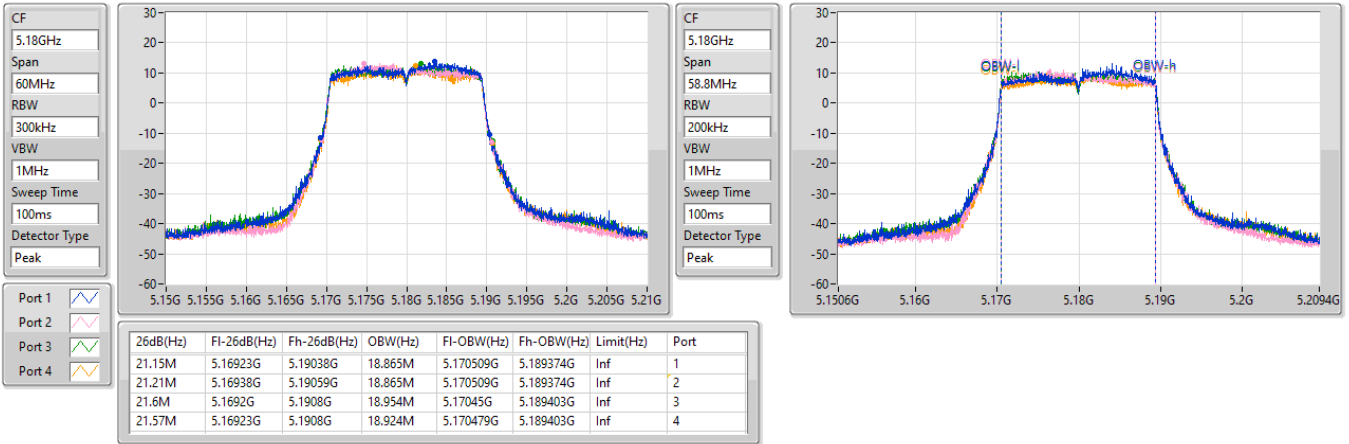 CF
5.18GHz
Span
60MHz
RBW
300kHz
VBW
1MHz
Sweep Time
100ms
Detector Type
Peak
30
20
10
0
-10
-20
-30
-40
-50
-60
5.15G 5.155G 5.16G 5.165G 5.17G 5.175G 5.18G 5.185G 5.19G 5.195G 5.2G 5.205G 5.21G
CF
5.18GHz
Span
58.8MHz
RBW
200kHz
VBW
1MHz
Sweep Time
100ms
Detector Type
Peak
30
20
10
0
-10
-20
-30
-40
-50
-60
OBW-l OBW-h
5.1506G 5.16G 5.17G 5.18G 5.19G 5.2G 5.2094G
Port 1
Port 2
Port 3
Port 4
26dB(Hz) Fl-26dB(Hz) Fh-26dB(Hz) OBW(Hz) Fl-OBW(Hz) Fh-OBW(Hz) Limit(Hz) Port
21.15M 5.16923G 5.19038G 18.865M 5.170509G 5.189374G Inf 1
21.21M 5.16938G 5.19059G 18.865M 5.170509G 5.189374G Inf 2
21.6M 5.1692G 5.1908G 18.954M 5.17045G 5.189403G Inf 3
21.57M 5.16923G 5.1908G 18.924M 5.170479G 5.189403G Inf 4